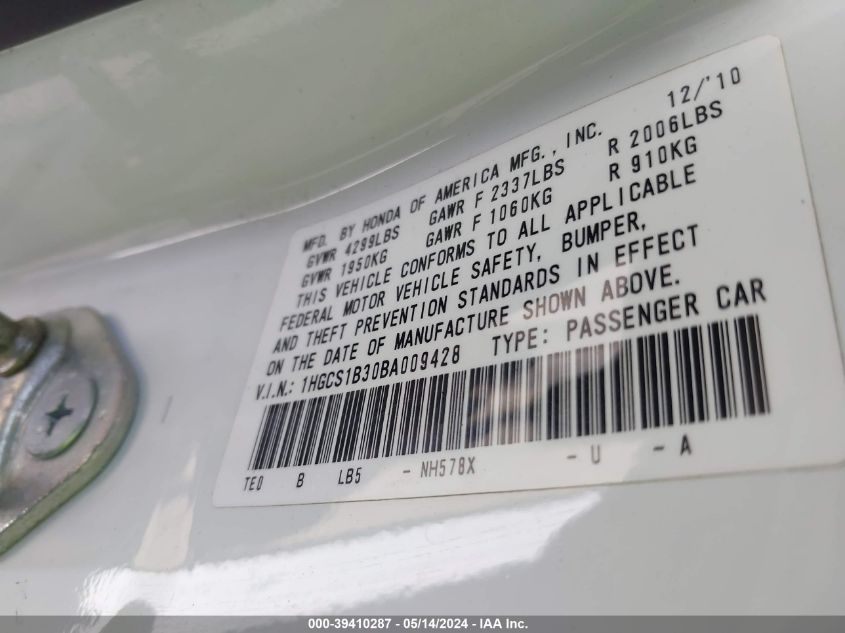 MFD. BY HONDA OF AMERICA MFG., INC. 12/'10
GVWR 4299LBS GAWR F 2337LBS R 2006LBS
GVWR 1950KG GAWR F 1060KG R 910KG
THIS VEHICLE CONFORMS TO ALL APPLICABLE
FEDERAL MOTOR VEHICLE SAFETY, BUMPER,
AND THEFT PREVENTION STANDARDS IN EFFECT
ON THE DATE OF MANUFACTURE SHOWN ABOVE.
V.I.N.: 1HGCS1B30BA009428 TYPE: PASSENGER CAR
TE0 B LB5 - NH578X - U - A
000-39410287 - 05/14/2024 - IAA Inc.